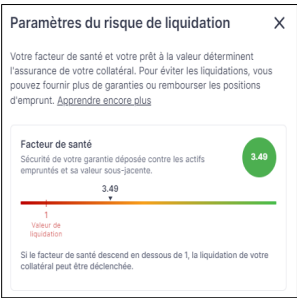 Paramètres du risque de liquidation
Votre facteur de santé et votre prêt à la valeur déterminent
l'assurance de votre collatéral. Pour éviter les liquidations, vous
pouvez fournir plus de garanties ou rembourser les positions
d'emprunt. Apprendre encore plus
Facteur de santé
Sécurité de votre garantie déposée contre les actifs
empruntés et sa valeur sous-jacente.
3.49
3.49
1
Valeur de
liquidation
Si le facteur de santé descend en dessous de 1, la liquidation de votre
collatéral peut être déclenchée.